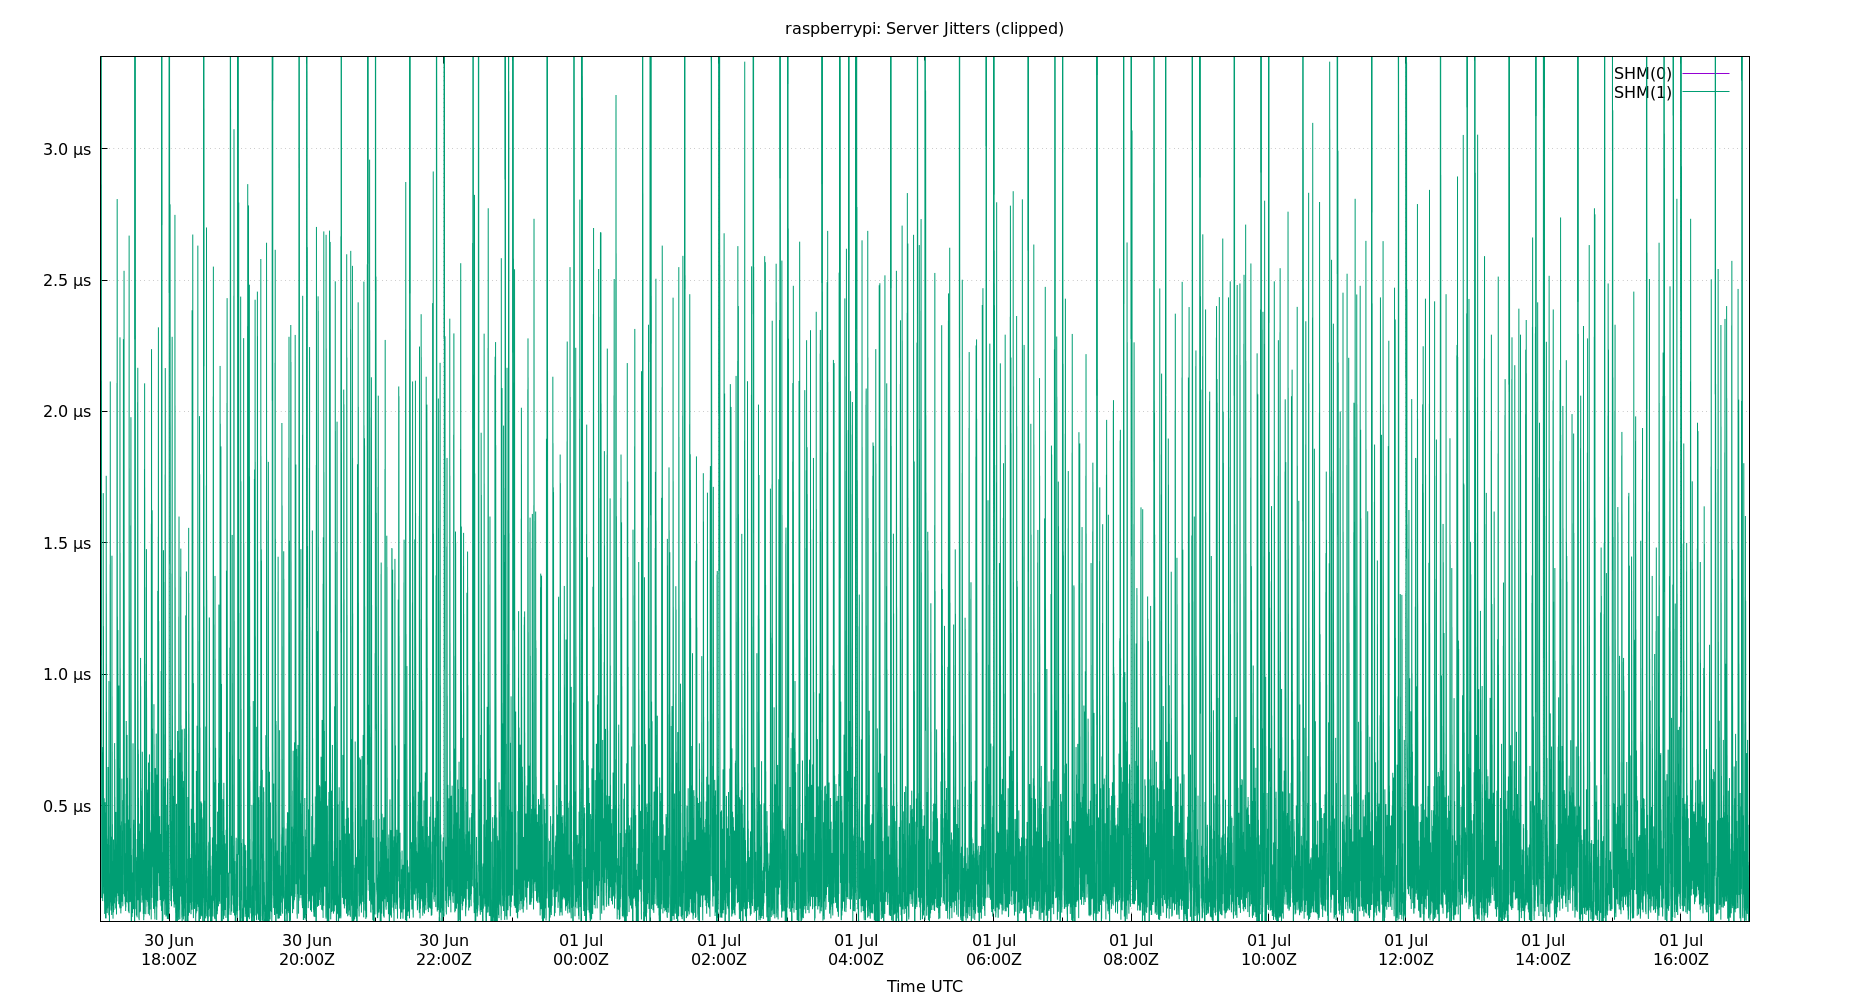 raspberrypi: Server Jitters (clipped)
SHM(0)
SHM(1)
3.0 µs
2.5 µs
2.0 µs
1.5 µs
1.0 µs
0.5 µs
30 Jun 30 Jun 30 Jun 01 Jul 01 Jul 01 Jul 01 Jul 01 Jul 01 Jul 01 Jul 01 Jul 01 Jul
18:00Z 20:00Z 22:00Z 00:00Z 02:00Z 04:00Z 06:00Z 08:00Z 10:00Z 12:00Z 14:00Z 16:00Z
Time UTC